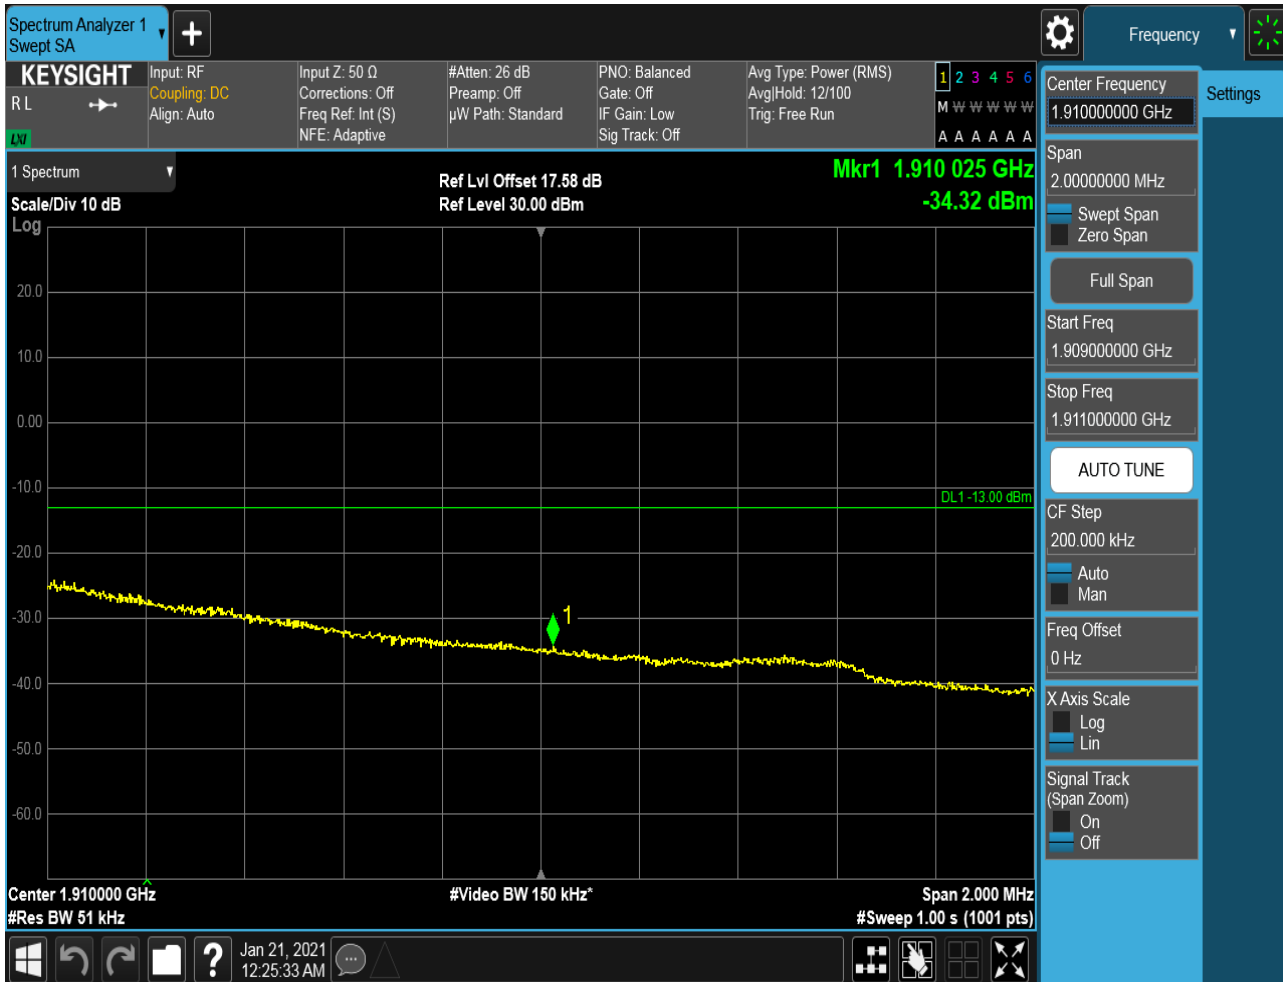 Spectrum Analyzer 1
Swept SA
Frequency
KEYSIGHT
R L
LXI
Input: RF
Coupling: DC
Align: Auto
Input Z: 50 Ω
Corrections: Off
Freq Ref: Int (S)
NFE: Adaptive
#Atten: 26 dB
Preamp: Off
µW Path: Standard
PNO: Balanced
Gate: Off
IF Gain: Low
Sig Track: Off
Avg Type: Power (RMS)
Avg|Hold: 12/100
Trig: Free Run
1 2 3 4 5 6
M W W W W W
A A A A A A
1 Spectrum
Scale/Div 10 dB
Log
Ref Lvl Offset 17.58 dB
Ref Level 30.00 dBm
Mkr1 1.910 025 GHz
-34.32 dBm
20.0
10.0
0.00
-10.0
DL1 -13.00 dBm
-20.0
-30.0
1
-40.0
-50.0
-60.0
Center 1.910000 GHz
#Video BW 150 kHz*
Span 2.000 MHz
#Res BW 51 kHz
#Sweep 1.00 s (1001 pts)
?
Jan 21, 2021
12:25:33 AM
Center Frequency
1.910000000 GHz
Settings
Span
2.00000000 MHz
Swept Span
Zero Span
Full Span
Start Freq
1.909000000 GHz
Stop Freq
1.911000000 GHz
AUTO TUNE
CF Step
200.000 kHz
Auto
Man
Freq Offset
0 Hz
X Axis Scale
Log
Lin
Signal Track
(Span Zoom)
On
Off